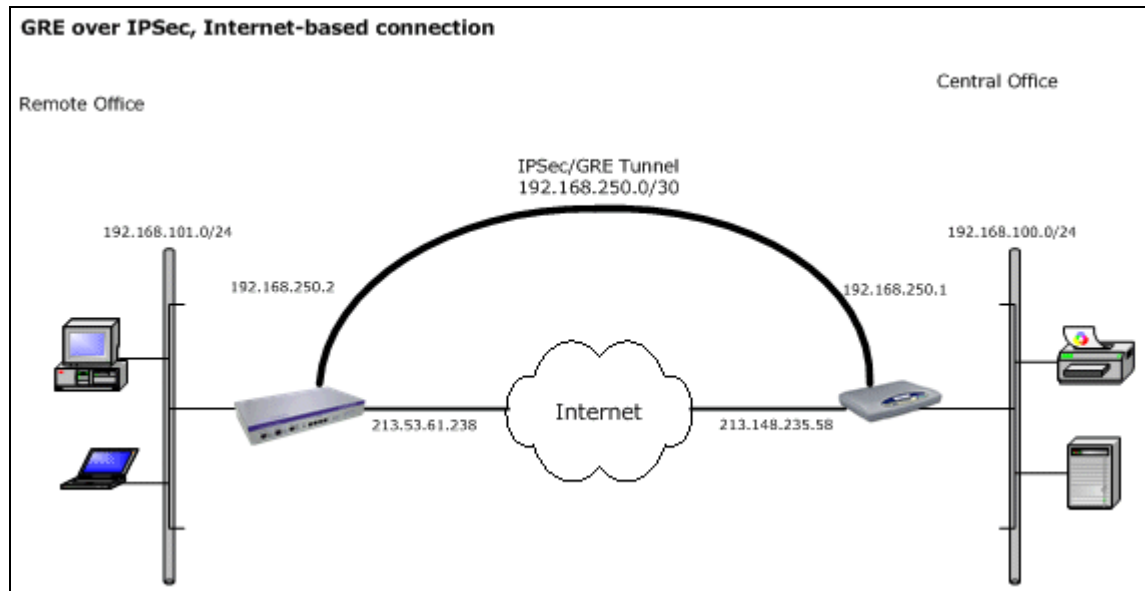 GRE over IPSec, Internet-based connection
Central Office
Remote Office
IPSec/GRE Tunnel
192.168.250.0/30
192.168.101.0/24
192.168.100.0/24
192.168.250.2
192.168.250.1
Internet
213.53.61.238
213.148.235.58